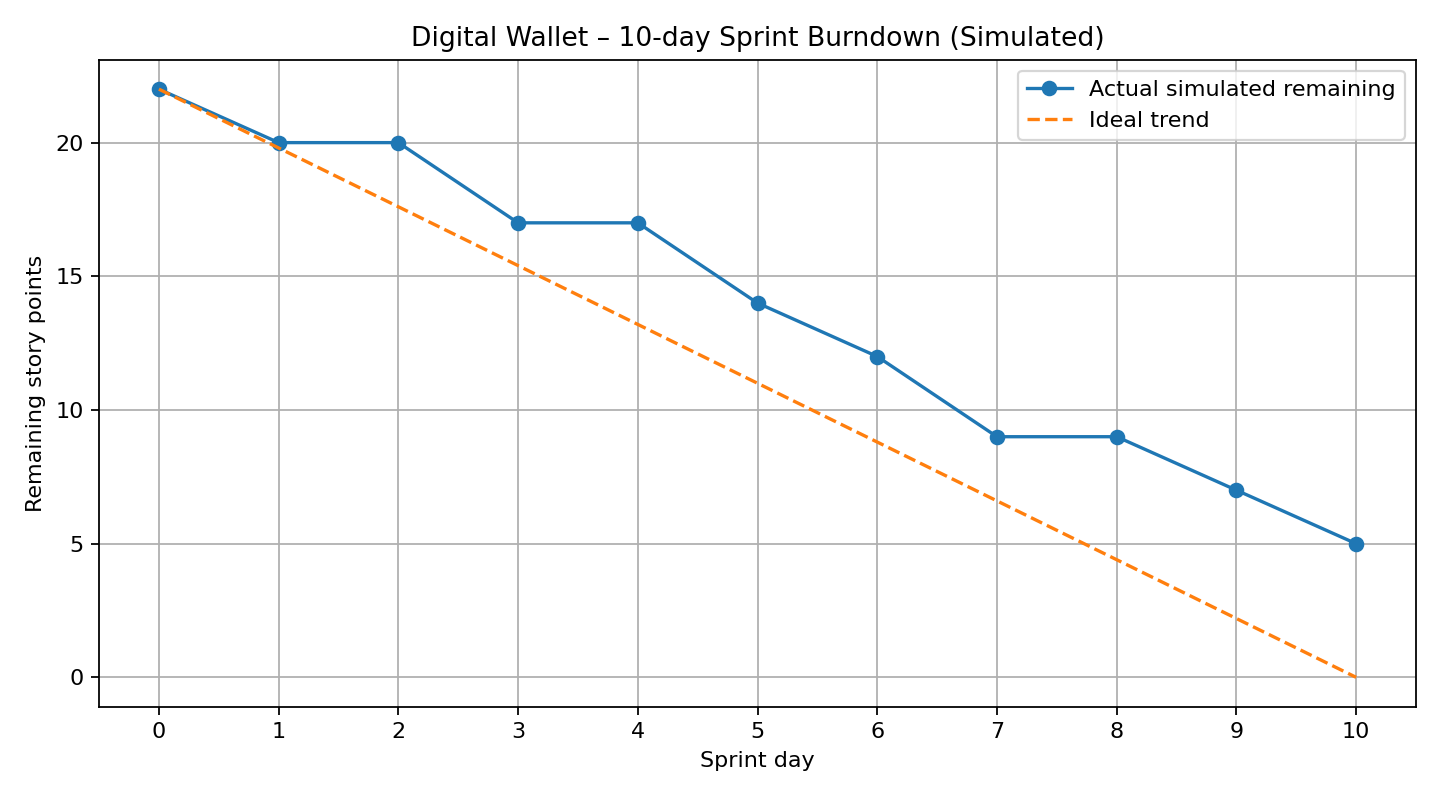 Digital Wallet – 10-day Sprint Burndown (Simulated)
Actual simulated remaining
Ideal trend
Remaining story points
20
15
10
5
0
0 1 2 3 4 5 6 7 8 9 10
Sprint day